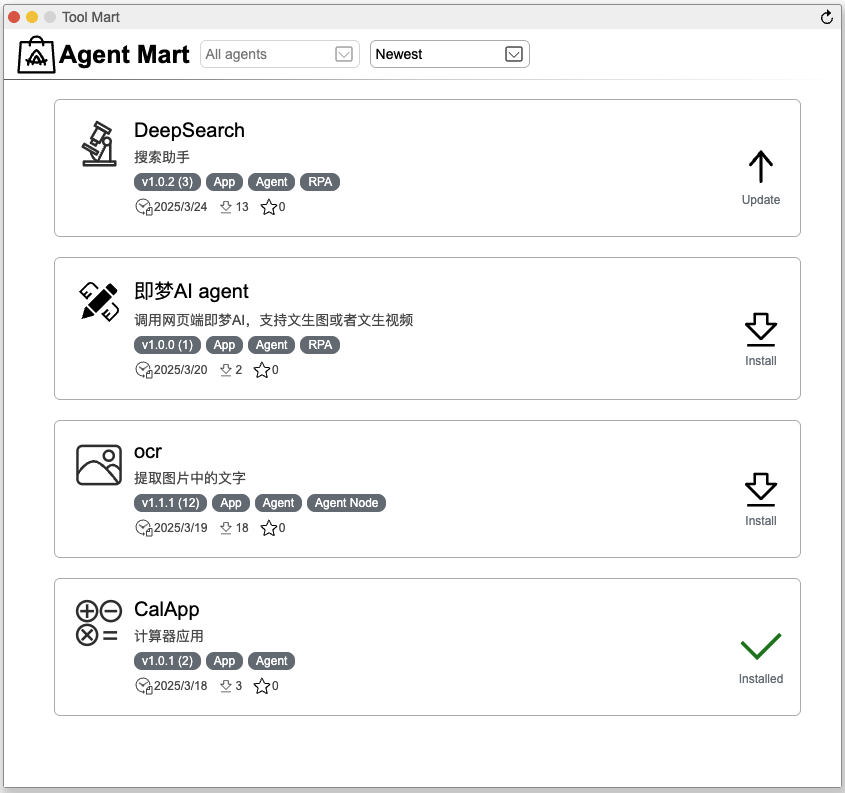 Tool Mart
Agent Mart All agents Newest
DeepSearch
搜索助手
v1.0.2 (3) App Agent RPA
2025/3/24 13 0
Update
即梦AI agent
调用网页端即梦AI，支持文生图或者文生视频
v1.0.0 (1) App Agent RPA
2025/3/20 2 0
Install
ocr
提取图片中的文字
v1.1.1 (12) App Agent Agent Node
2025/3/19 18 0
Install
CalApp
计算器应用
v1.0.1 (2) App Agent
2025/3/18 3 0
Installed